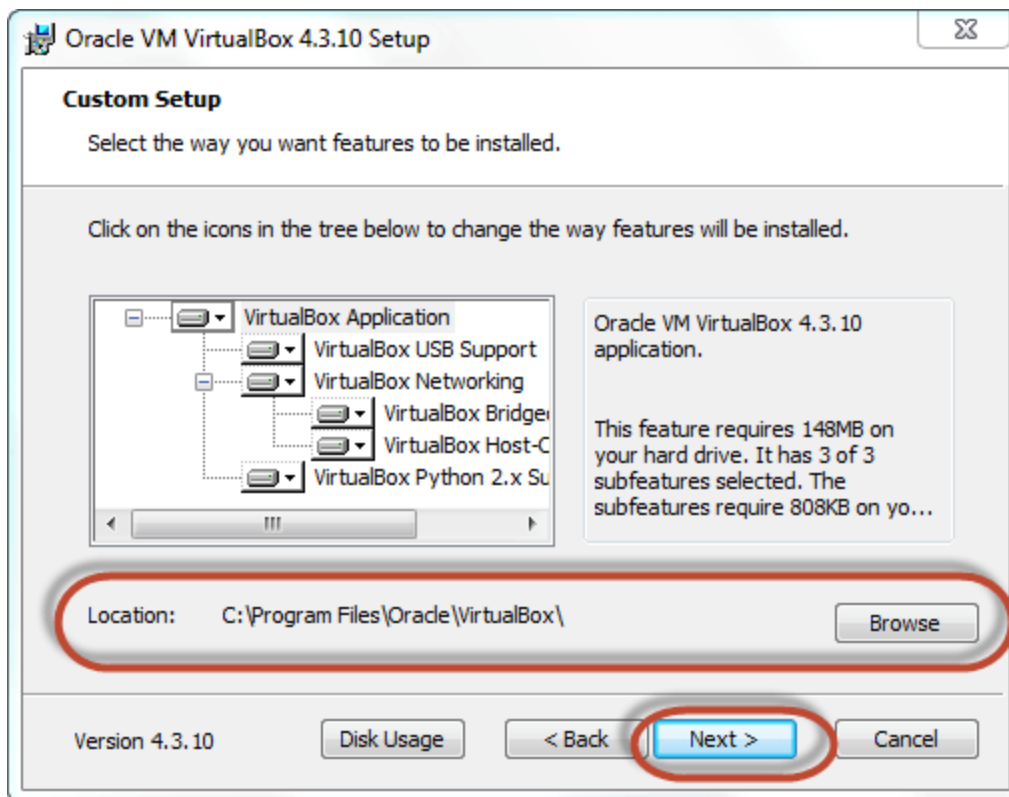 Oracle VM VirtualBox 4.3.10 Setup
Custom Setup
Select the way you want features to be installed.
Click on the icons in the tree below to change the way features will be installed.
VirtualBox Application
VirtualBox USB Support
VirtualBox Networking
VirtualBox Bridged
VirtualBox Host-C
VirtualBox Python 2.x Su
Oracle VM VirtualBox 4.3.10
application.
This feature requires 148MB on
your hard drive. It has 3 of 3
subfeatures selected. The
subfeatures require 808KB on yo...
Location: C:\Program Files\Oracle\VirtualBox\
Browse
Version 4.3.10
Disk Usage
< Back
Next >
Cancel